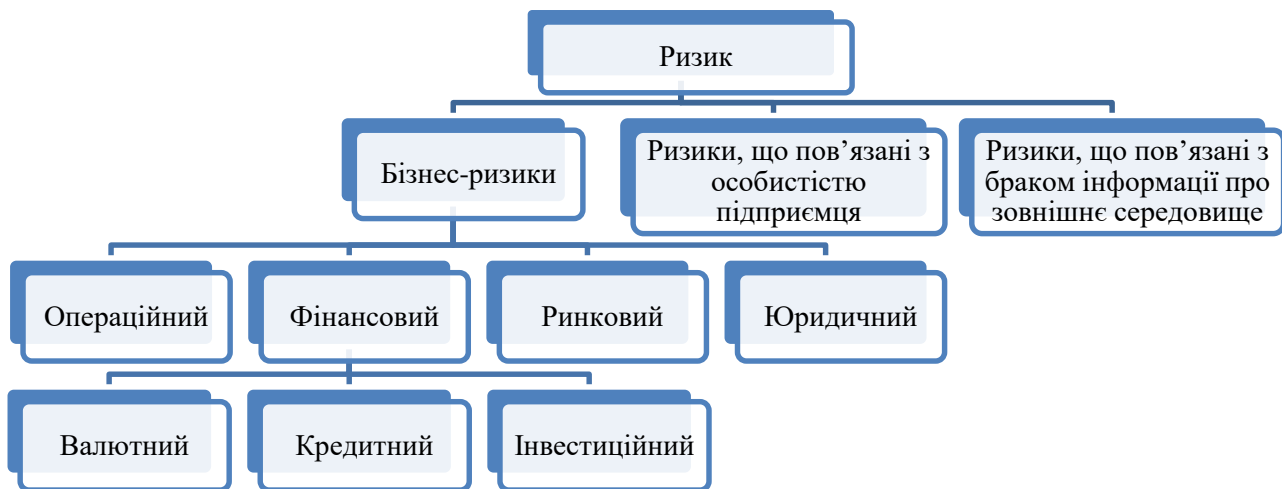 Ризик
Бізнес-ризики
Ризики, що пов’язані з
особистістю
підприємця
Ризики, що пов’язані з
браком інформації про
зовнішнє середовище
Операційний
Фінансовий
Ринковий
Юридичний
Валютний
Кредитний
Інвестиційний